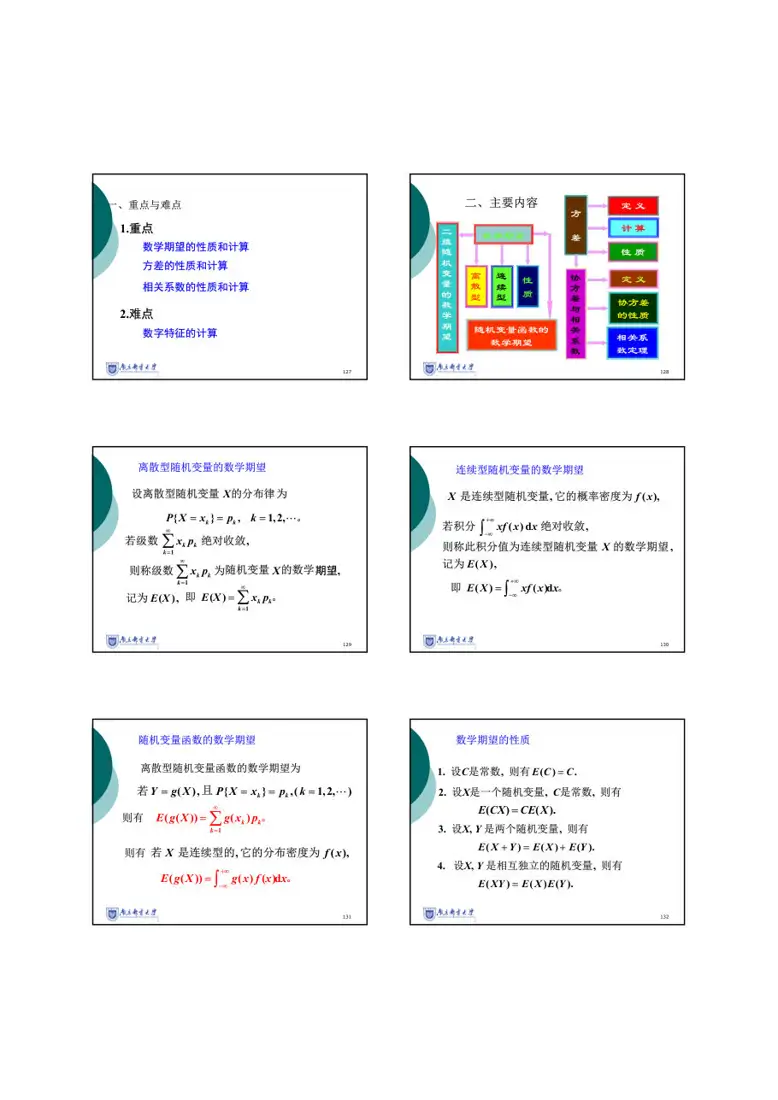 一、重点与难点
1.重点
数学期望的性质和计算
方差的性质和计算
相关系数的性质和计算
2.难点
数字特征的计算
127
二、主要内容
二维随机变量的数学期望
离散型
连续型
性质
随机变量函数的
数学期望
方差
定 义
计 算
性 质
协方差与相关系数
定 义
协方差
的性质
相关系
数定理
128
离散型随机变量的数学期望
设离散型随机变量 X的分布律为
P{X = x_k} = p_k , k = 1,2,⋯。
若级数 ∑_{k=1}^{∞} x_k p_k 绝对收敛,
则称级数 ∑_{k=1}^{∞} x_k p_k 为随机变量 X的数学期望,
记为 E(X), 即 E(X) = ∑_{k=1}^{∞} x_k p_k。
129
连续型随机变量的数学期望
X 是连续型随机变量, 它的概率密度为 f(x),
若积分 ∫_{−∞}^{+∞} xf(x)dx 绝对收敛,
则称此积分值为连续型随机变量 X 的数学期望,
记为 E(X),
即 E(X) = ∫_{−∞}^{+∞} xf(x)dx。
130
随机变量函数的数学期望
离散型随机变量函数的数学期望为
若 Y = g(X), 且 P{X = x_k} = p_k ,(k = 1,2,⋯)
则有 E(g(X)) = ∑_{k=1}^{∞} g(x_k)p_k。
则有 若 X 是连续型的, 它的分布密度为 f(x),
E(g(X)) = ∫_{−∞}^{+∞} g(x)f(x)dx。
131
数学期望的性质
1. 设C是常数, 则有 E(C) = C.
2. 设X是一个随机变量, C是常数, 则有
E(CX) = CE(X).
3. 设X, Y 是两个随机变量, 则有
E(X + Y) = E(X) + E(Y).
4. 设X, Y 是相互独立的随机变量, 则有
E(XY) = E(X)E(Y).
132